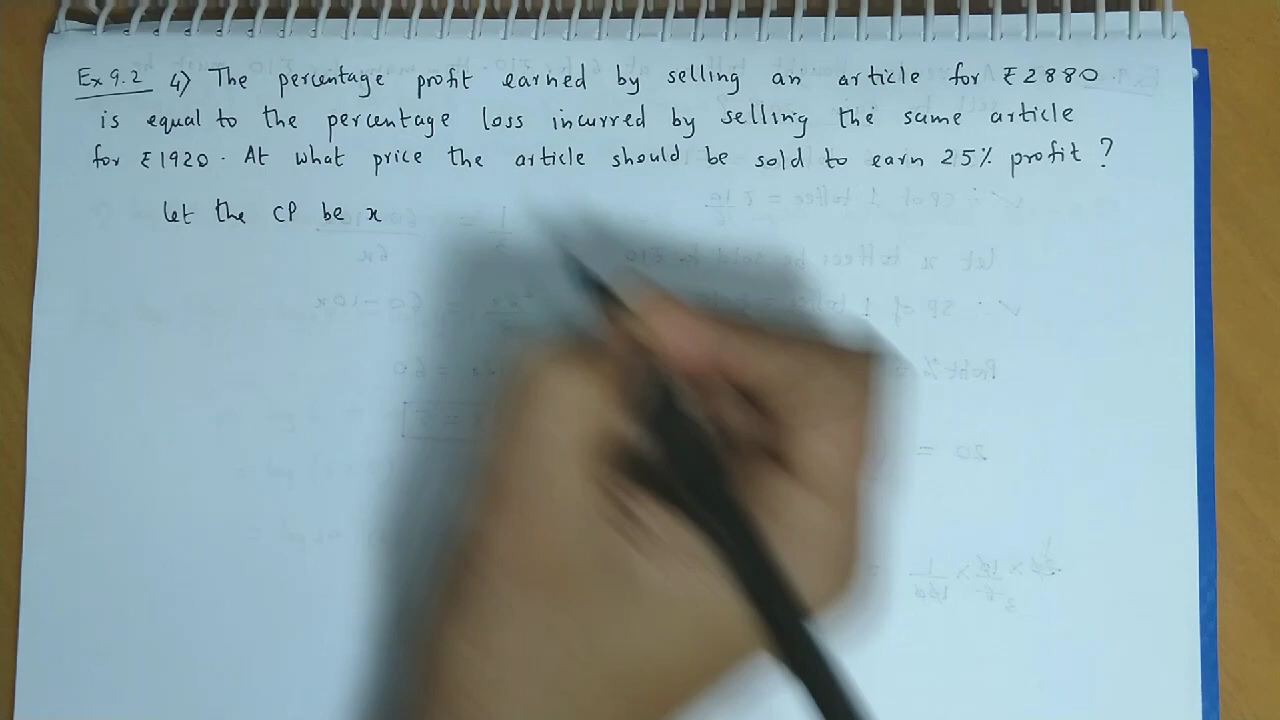 Ex 9.2 4) The percentage profit earned by selling an article for ₹2880
is equal to the percentage loss incurred by selling the same article
for ₹1920. At what price the article should be sold to earn 25% profit?
let the CP be x